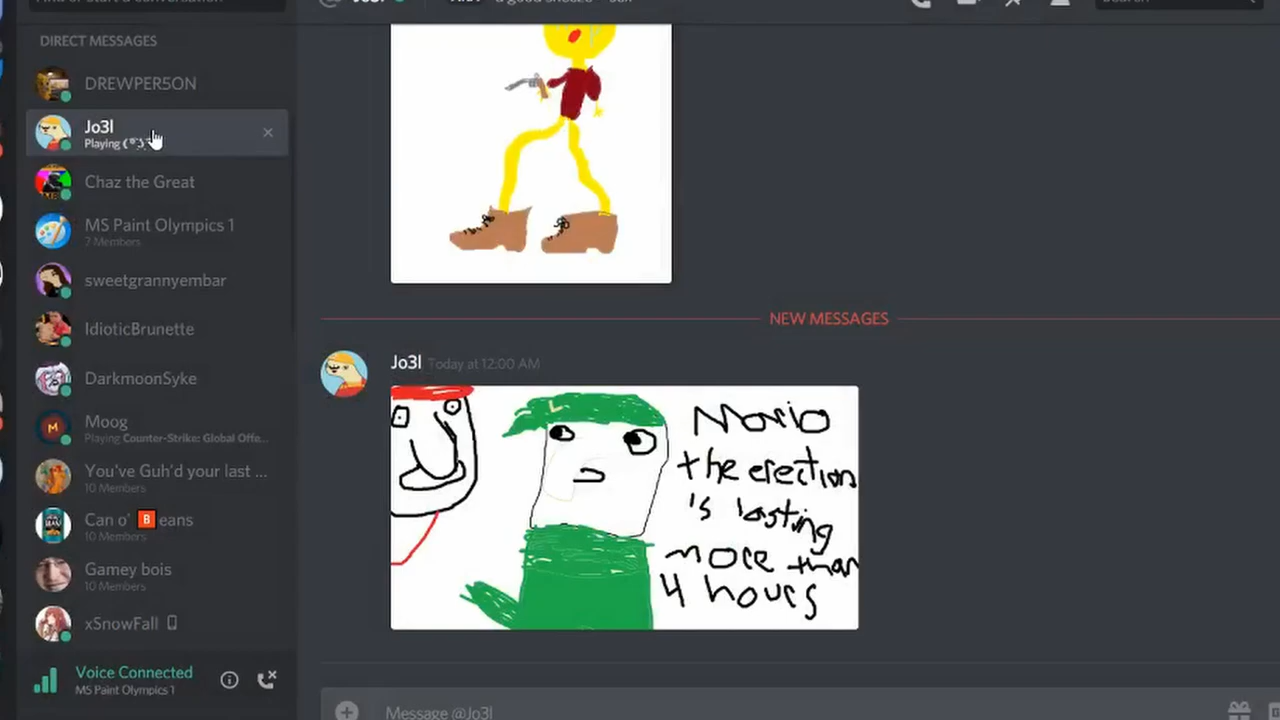 DIRECT MESSAGES
DREWPER5ON
Jo3l
Playing
Chaz the Great
MS Paint Olympics 1
7 Members
sweetgrannyembar
IdioticBrunette
DarkmoonSyke
Moog
Playing Counter-Strike: Global Offe...
You've Guh'd your last ...
10 Members
Can o' B eans
10 Members
Gamey bois
10 Members
xSnowFall
Voice Connected
MS Paint Olympics 1
NEW MESSAGES
Jo3l Today at 12:00 AM
Mario
the erection
is lasting
more than
4 hours
L
Message @Jo3l